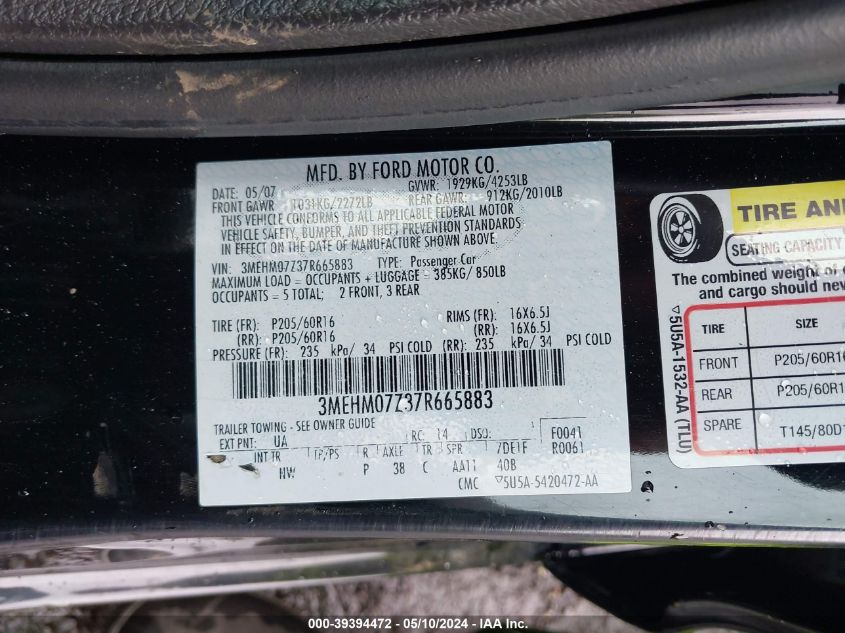 MFD. BY FORD MOTOR CO.
DATE: 05/07 GVWR: 1929KG/4253LB
FRONT GAWR: 1031KG/2272LB REAR GAWR: 912KG/2010LB
THIS VEHICLE CONFORMS TO ALL APPLICABLE FEDERAL MOTOR
VEHICLE SAFETY, BUMPER, AND THEFT PREVENTION STANDARDS
IN EFFECT ON THE DATE OF MANUFACTURE SHOWN ABOVE.
VIN: 3MEHM07Z37R665883 TYPE: Passenger Car
MAXIMUM LOAD = OCCUPANTS + LUGGAGE = 385KG/ 850LB
OCCUPANTS = 5 TOTAL; 2 FRONT, 3 REAR
TIRE (FR): P205/60R16 RIMS (FR): 16X6.5J
(RR): P205/60R16 (RR): 16X6.5J
PRESSURE (FR): 235 kPa/ 34 PSI COLD (RR): 235 kPa/ 34 PSI COLD
3MEHM07Z37R665883
TRAILER TOWING - SEE OWNER GUIDE
EXT PNT: UA RC: 14 DSO: F0041
R0061
INT TR TP/PS R AXLE TR SPR
NW P 38 C AA11 40B
CMC ▽5U5A-5420472-AA
TIRE AND
SEATING CAPACITY
The combined weight of
and cargo should never
▽5U5A-1532-AA (TLU)
TIRE SIZE
FRONT P205/60R16
REAR P205/60R1
SPARE T145/80D1
IAAI.COM
000-39394472 - 05/10/2024 - IAAI.COM